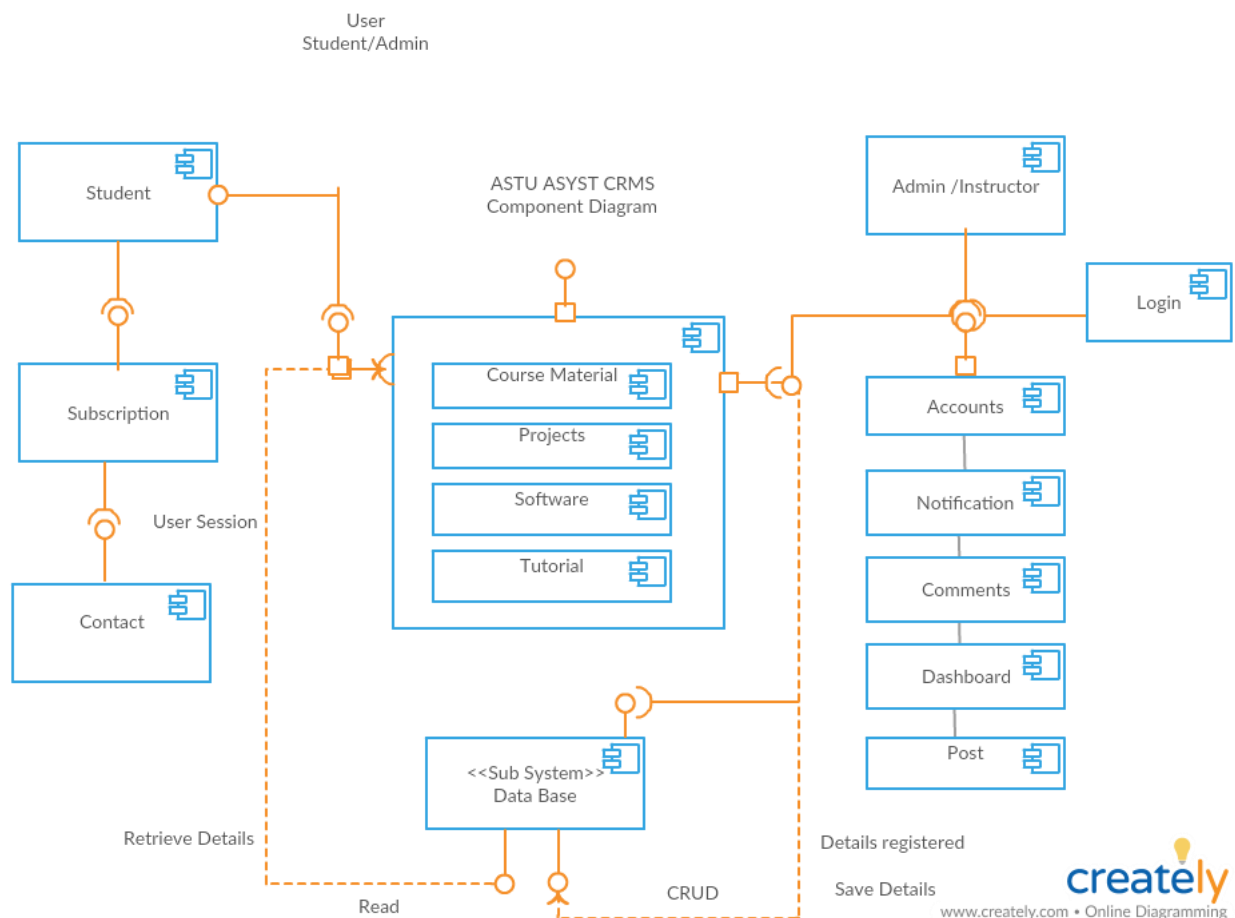 User
Student/Admin
Student
ASTU ASYST CRMS
Component Diagram
Admin /Instructor
Login
Subscription
Course Material
Projects
Software
Tutorial
Accounts
Notification
Comments
Dashboard
Post
User Session
Contact
<<Sub System>>
Data Base
Retrieve Details
Read
CRUD
Details registered
Save Details
creately
www.creately.com • Online Diagramming